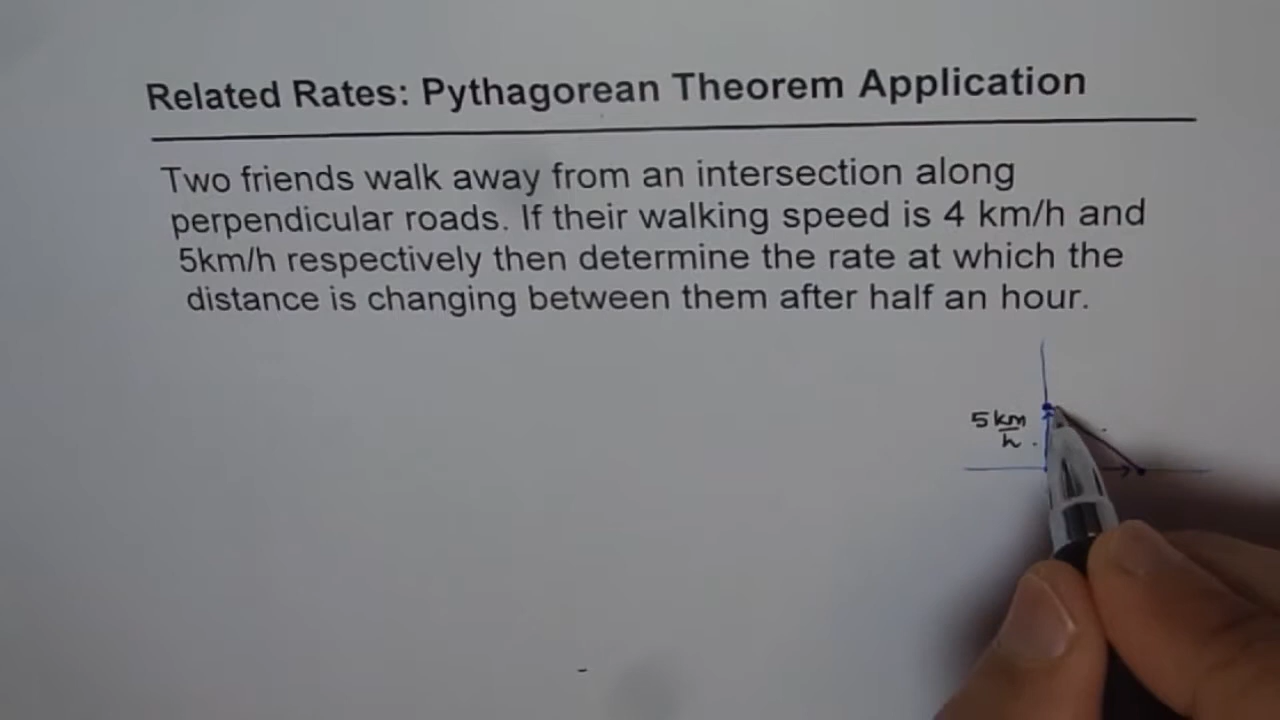 Related Rates: Pythagorean Theorem Application
Two friends walk away from an intersection along
perpendicular roads. If their walking speed is 4 km/h and
5km/h respectively then determine the rate at which the
distance is changing between them after half an hour.
5 km
h